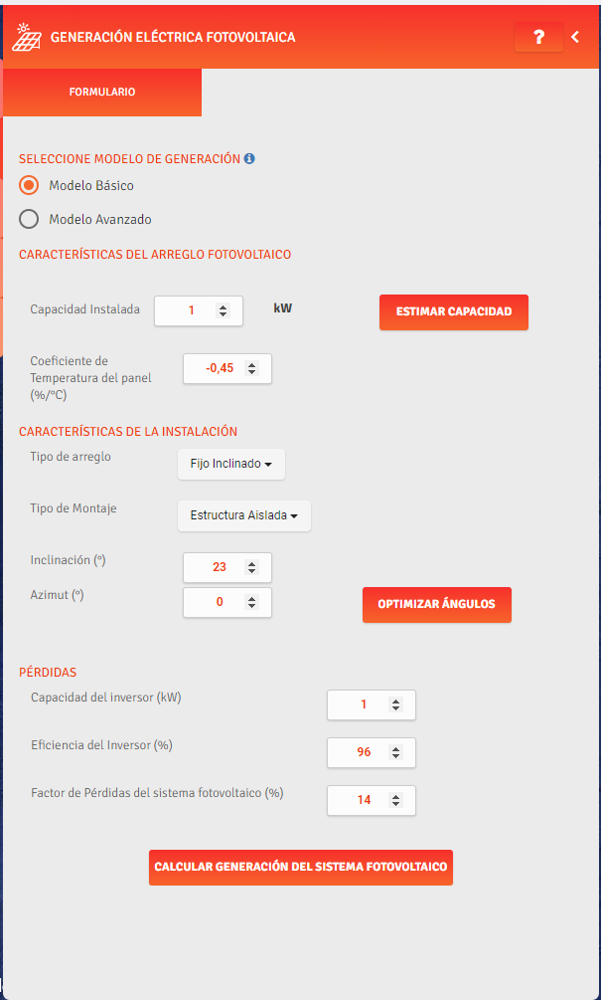 GENERACIÓN ELÉCTRICA FOTOVOLTAICA
?
FORMULARIO
SELECCIONE MODELO DE GENERACIÓN
Modelo Básico
Modelo Avanzado
CARACTERÍSTICAS DEL ARREGLO FOTOVOLTAICO
Capacidad Instalada 1 kW ESTIMAR CAPACIDAD
Coeficiente de
Temperatura del panel -0,45
(%/ºC)
CARACTERÍSTICAS DE LA INSTALACIÓN
Tipo de arreglo Fijo Inclinado
Tipo de Montaje Estructura Aislada
Inclinación (º) 23
Azimut (º) 0 OPTIMIZAR ÁNGULOS
PÉRDIDAS
Capacidad del inversor (kW) 1
Eficiencia del Inversor (%) 96
Factor de Pérdidas del sistema fotovoltaico (%) 14
CALCULAR GENERACIÓN DEL SISTEMA FOTOVOLTAICO